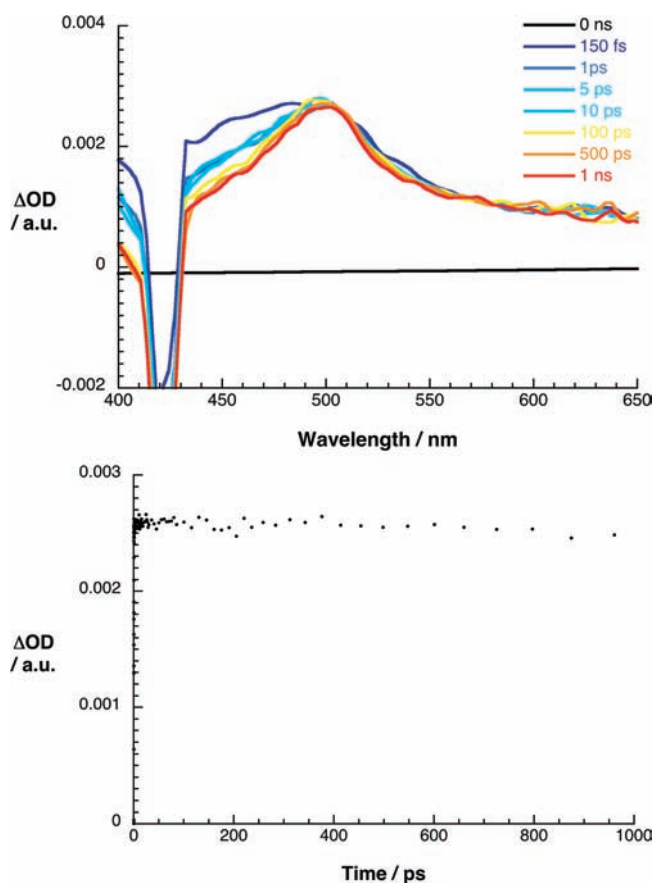 0.004
0 ns
150 fs
1ps
5 ps
10 ps
100 ps
500 ps
1 ns
0.002
ΔOD
/ a.u.
0
-0.002
400 450 500 550 600 650
Wavelength / nm
0.003
0.002
ΔOD
/ a.u.
0.001
0
0 200 400 600 800 1000
Time / ps